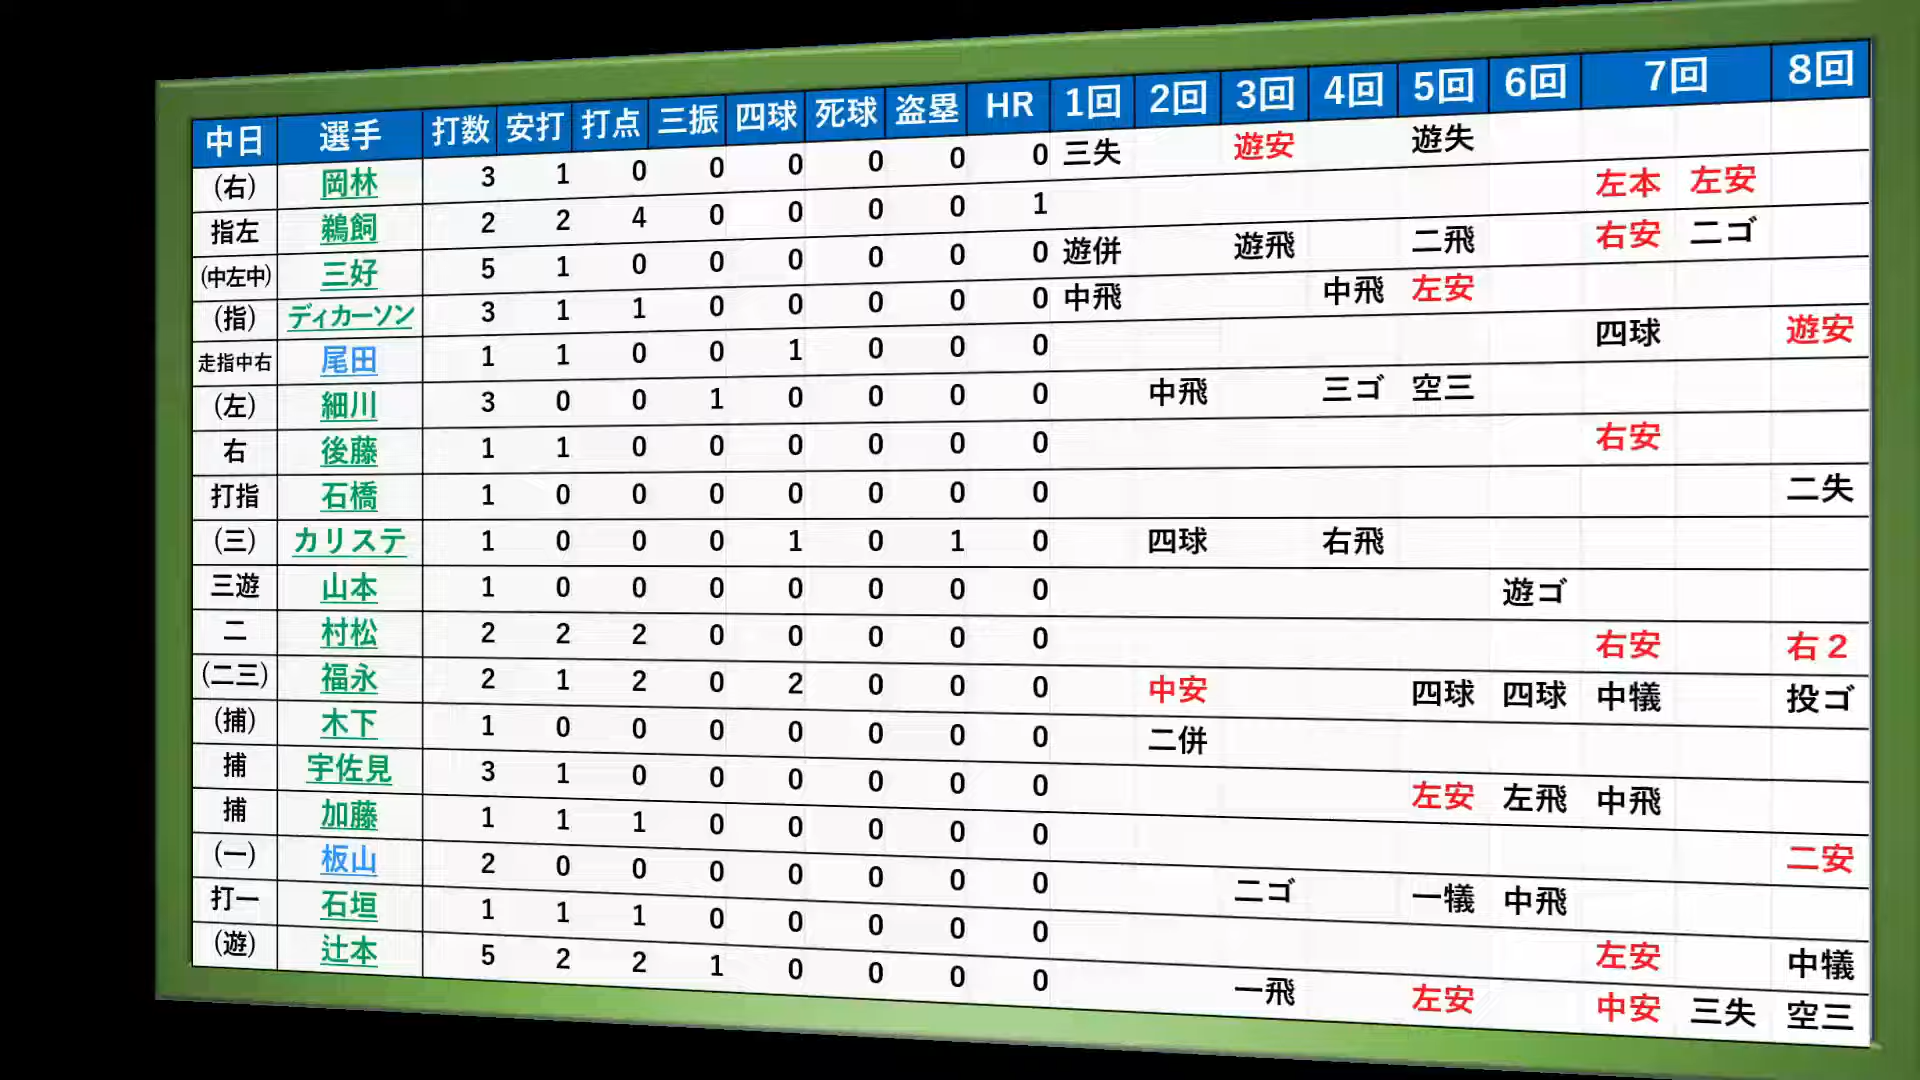 中日 選手 打数 安打 打点 三振 四球 死球 盗塁 HR 1回 2回 3回 4回 5回 6回 7回 8回
(右) 岡林 3 1 0 0 0 0 0 0 三失 遊安 遊失
指左 鵜飼 2 2 4 0 0 0 0 1 左本 左安
(中左中) 三好 5 1 0 0 0 0 0 0 遊併 遊飛 二飛 右安 二ゴ
(指) ディカーソン 3 1 1 0 0 0 0 0 中飛 中飛 左安
走指中右 尾田 1 1 0 0 1 0 0 0 四球 遊安
(左) 細川 3 0 0 1 0 0 0 0 中飛 三ゴ 空三
右 後藤 1 1 0 0 0 0 0 0 右安
打指 石橋 1 0 0 0 0 0 0 0 二失
(三) カリステ 1 0 0 0 1 0 1 0 四球 右飛
三遊 山本 1 0 0 0 0 0 0 0 遊ゴ
二 村松 2 2 2 0 0 0 0 0 右安 右２
(二三) 福永 2 1 2 0 2 0 0 0 中安 四球 四球 中犠 投ゴ
(捕) 木下 1 0 0 0 0 0 0 0 二併
捕 宇佐見 3 1 0 0 0 0 0 0 左安 左飛 中飛
捕 加藤 1 1 1 0 0 0 0 0 二安
(一) 板山 2 0 0 0 0 0 0 0 二ゴ 一犠 中飛
打一 石垣 1 1 1 0 0 0 0 0 左安 中犠
(遊) 辻本 5 2 2 1 0 0 0 0 一飛 左安 中安 三失 空三